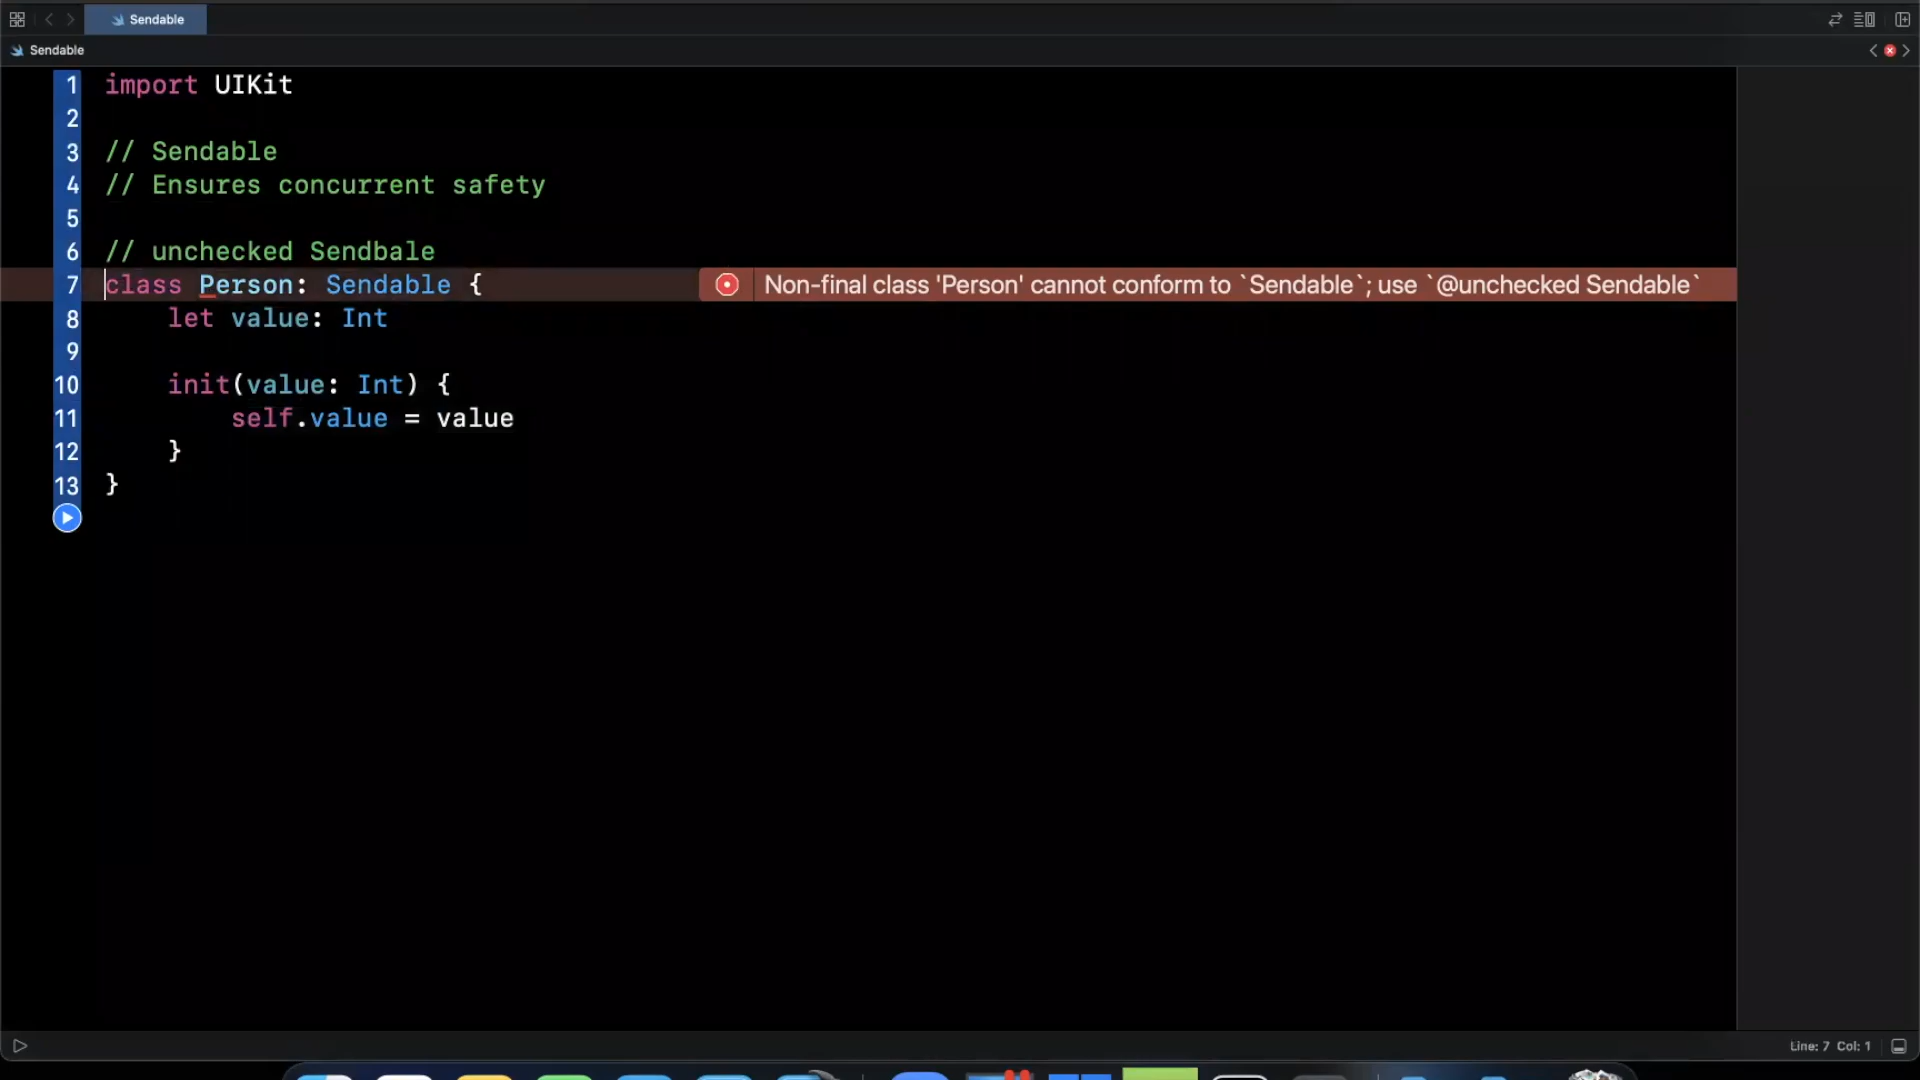 Sendable
Sendable
1 import UIKit
2
3 // Sendable
4 // Ensures concurrent safety
5
6 // unchecked Sendbale
7 class Person: Sendable { Non-final class 'Person' cannot conform to `Sendable`; use `@unchecked Sendable`
8 let value: Int
9
10 init(value: Int) {
11 self.value = value
12 }
13 }
Line: 7 Col: 1